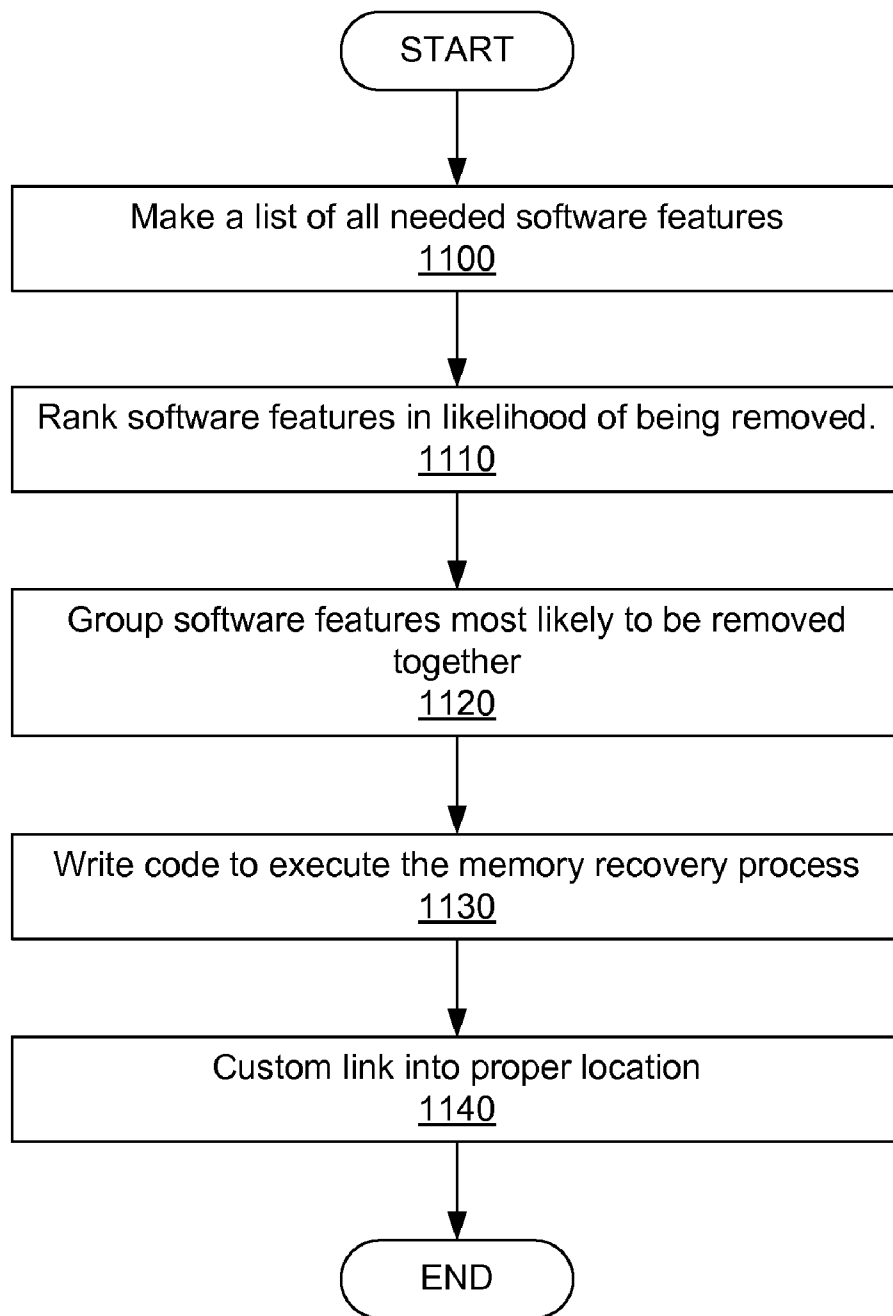 START
Make a list of all needed software features
1100
Rank software features in likelihood of being removed.
1110
Group software features most likely to be removed
together
1120
Write code to execute the memory recovery process
1130
Custom link into proper location
1140
END